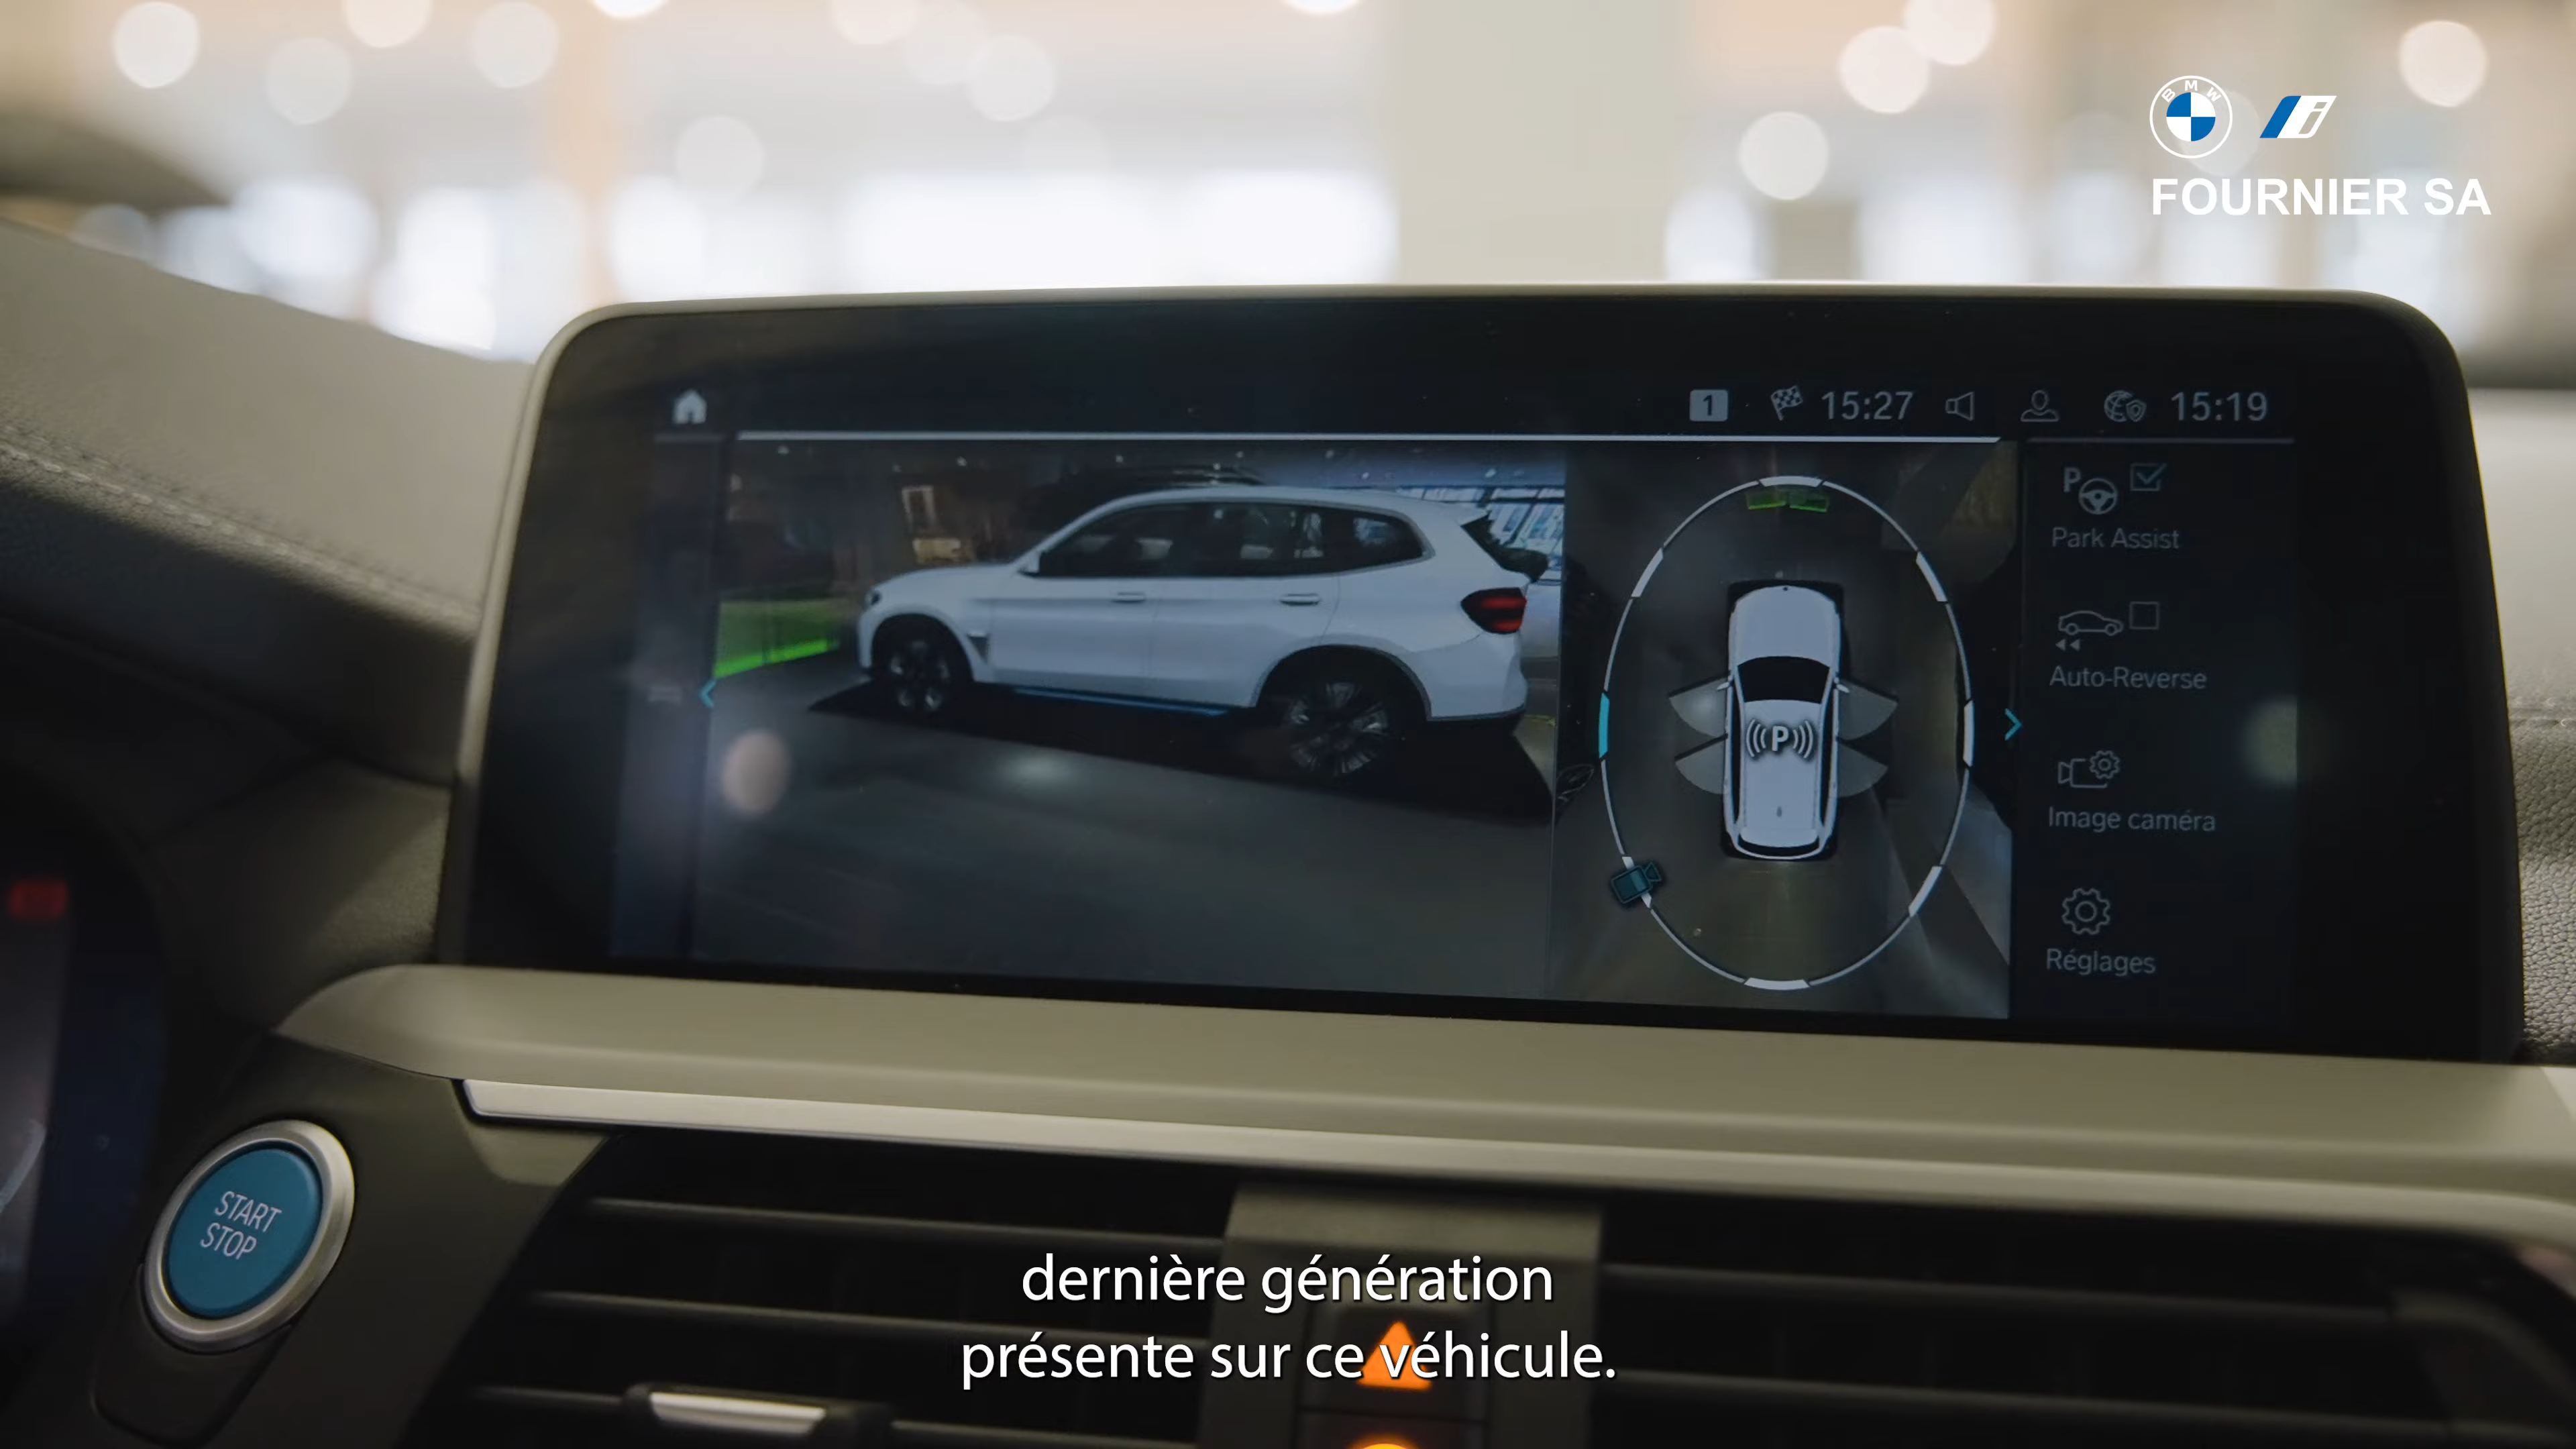 BMW
i
FOURNIER SA
1 15:27 15:19
Park Assist
Auto-Reverse
Image caméra
Réglages
P
START
STOP
dernière génération
présente sur ce véhicule.